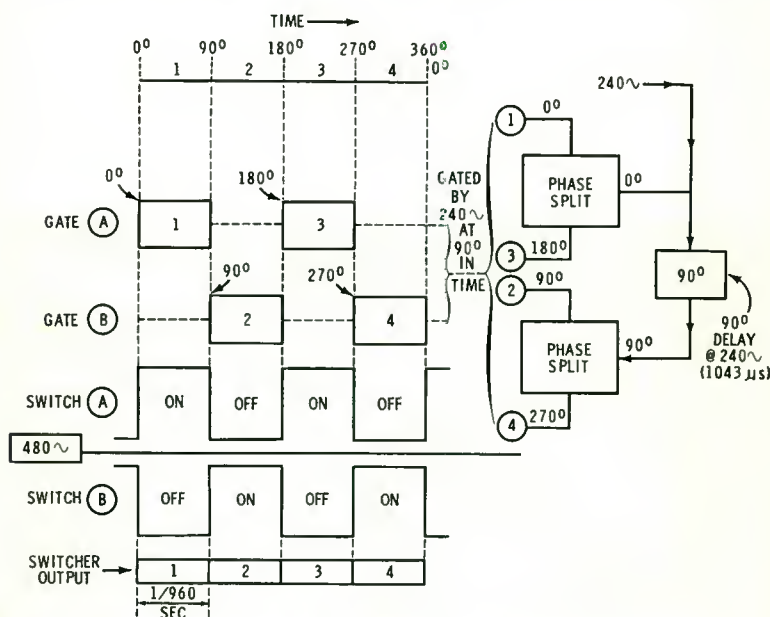 TIME
0° 90° 180° 270° 360°
0°
1 2 3 4
0°
180°
GATE A
1 3
90°
270°
GATE B
2 4
SWITCH A
ON OFF ON OFF
480~
SWITCH B
OFF ON OFF ON
SWITCHER
OUTPUT
1 2 3 4
1/960
SEC
GATED
BY
240~
AT
90°
IN
TIME
240~
1 0°
PHASE
SPLIT
0°
3 180°
2 90°
90°
PHASE
SPLIT
90°
4 270°
90°
DELAY
@ 240~
(1043 µs)